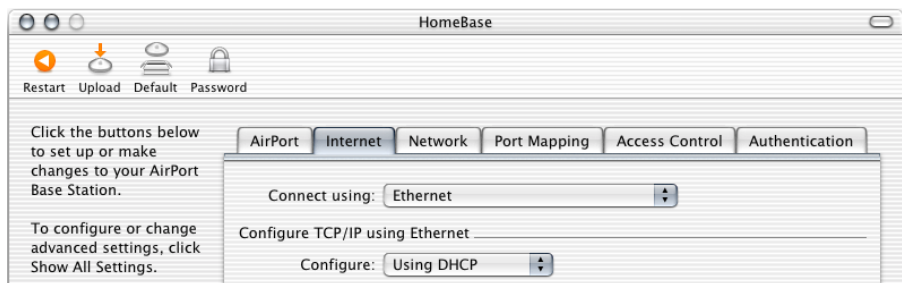 HomeBase
Restart Upload Default Password
Click the buttons below
to set up or make
changes to your AirPort
Base Station.
To configure or change
advanced settings, click
Show All Settings.
AirPort Internet Network Port Mapping Access Control Authentication
Connect using: Ethernet
Configure TCP/IP using Ethernet
Configure: Using DHCP